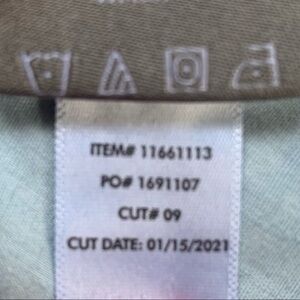 ITEM# 11661113
PO# 1691107
CUT# 09
CUT DATE: 01/15/2021